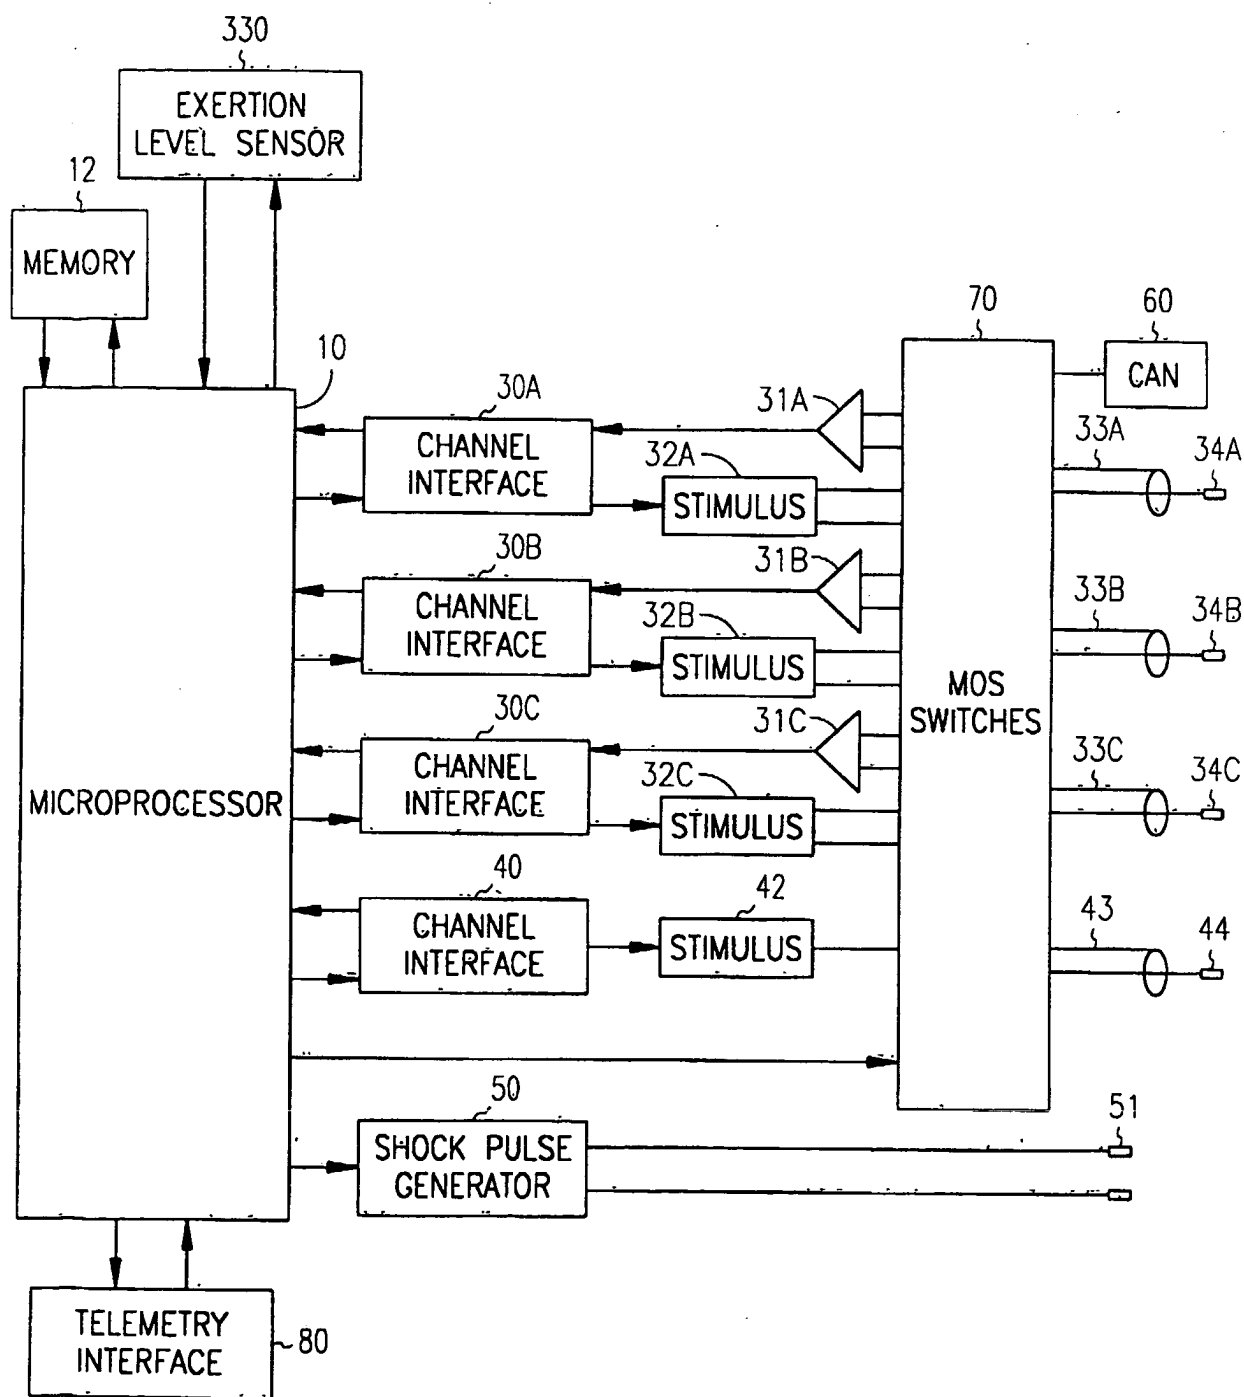 330
EXERTION
LEVEL SENSOR
12
MEMORY
10
MICROPROCESSOR
30A
CHANNEL
INTERFACE
31A
32A
STIMULUS
30B
CHANNEL
INTERFACE
31B
32B
STIMULUS
30C
CHANNEL
INTERFACE
31C
32C
STIMULUS
40
CHANNEL
INTERFACE
42
STIMULUS
70
MOS
SWITCHES
60
CAN
33A
34A
33B
34B
33C
34C
43
44
50
SHOCK PULSE
GENERATOR
51
TELEMETRY
INTERFACE
80